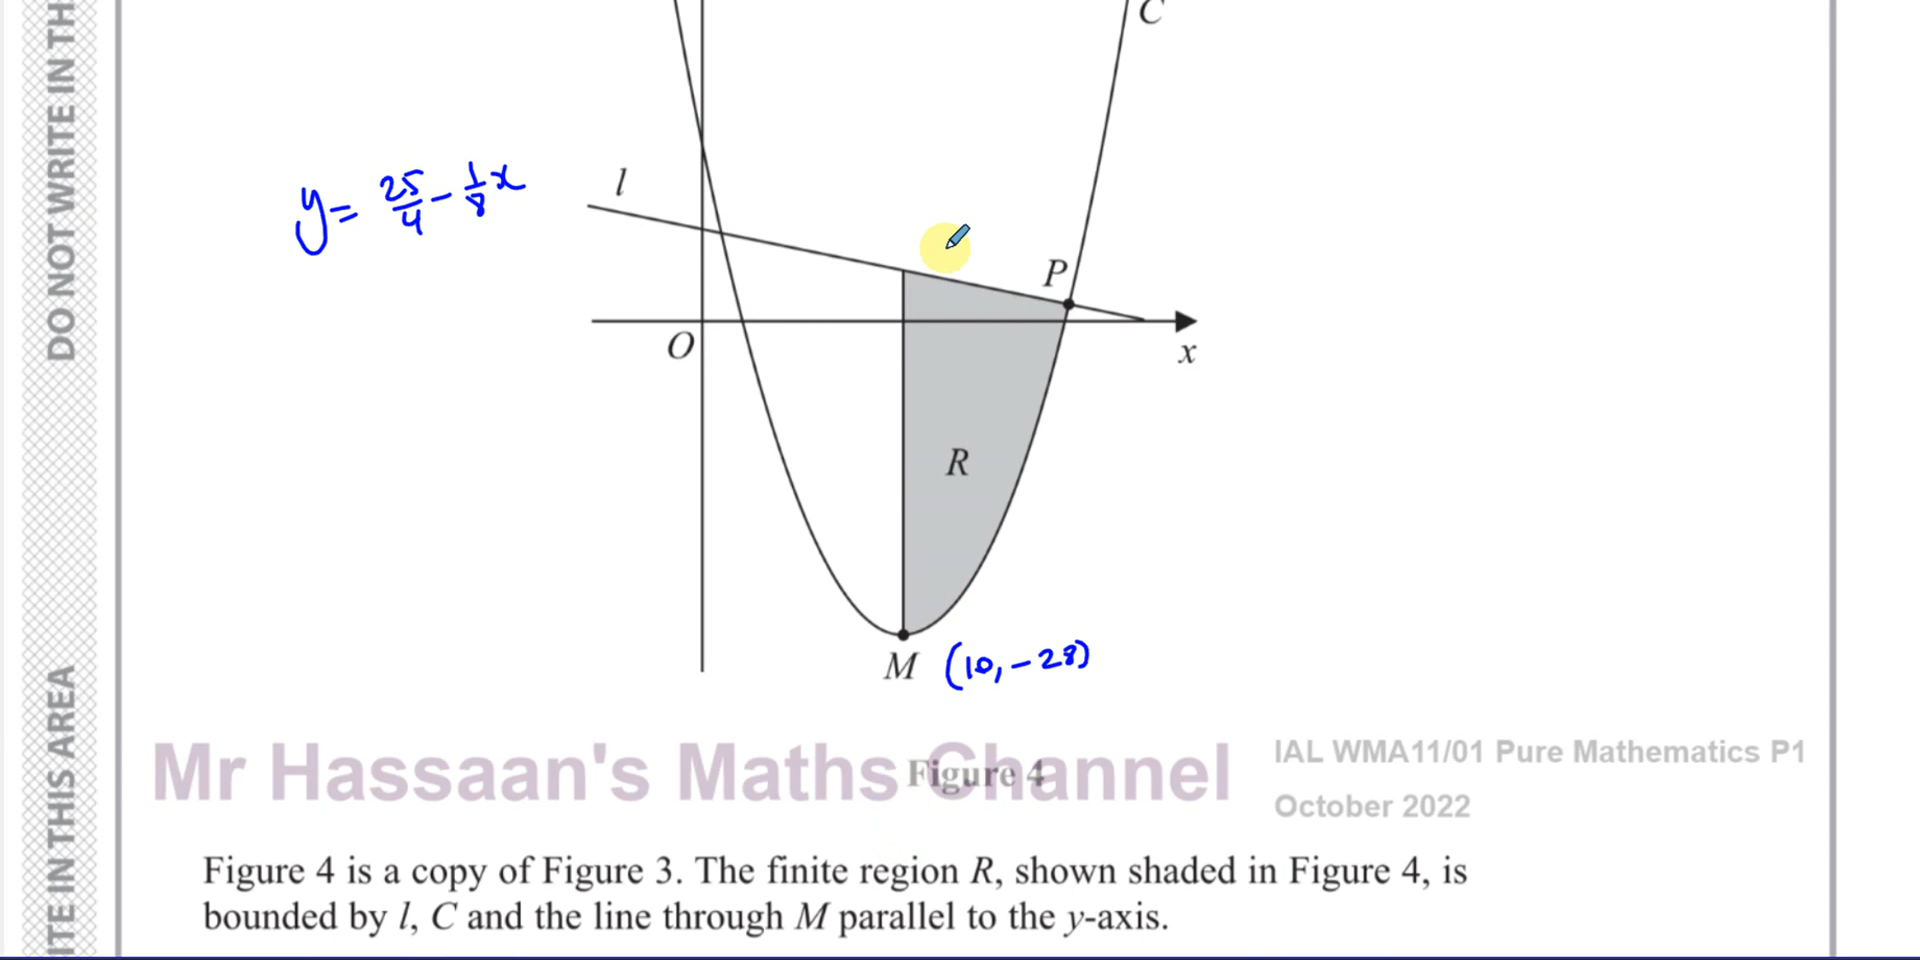 DO NOT WRITE IN TH
ITE IN THIS AREA
C
y = 25/4 - 1/8 x
l
P
O
x
R
M (10, -28)
Mr Hassaan's Maths Channel
Figure 4
IAL WMA11/01 Pure Mathematics P1
October 2022
Figure 4 is a copy of Figure 3. The finite region R, shown shaded in Figure 4, is
bounded by l, C and the line through M parallel to the y-axis.